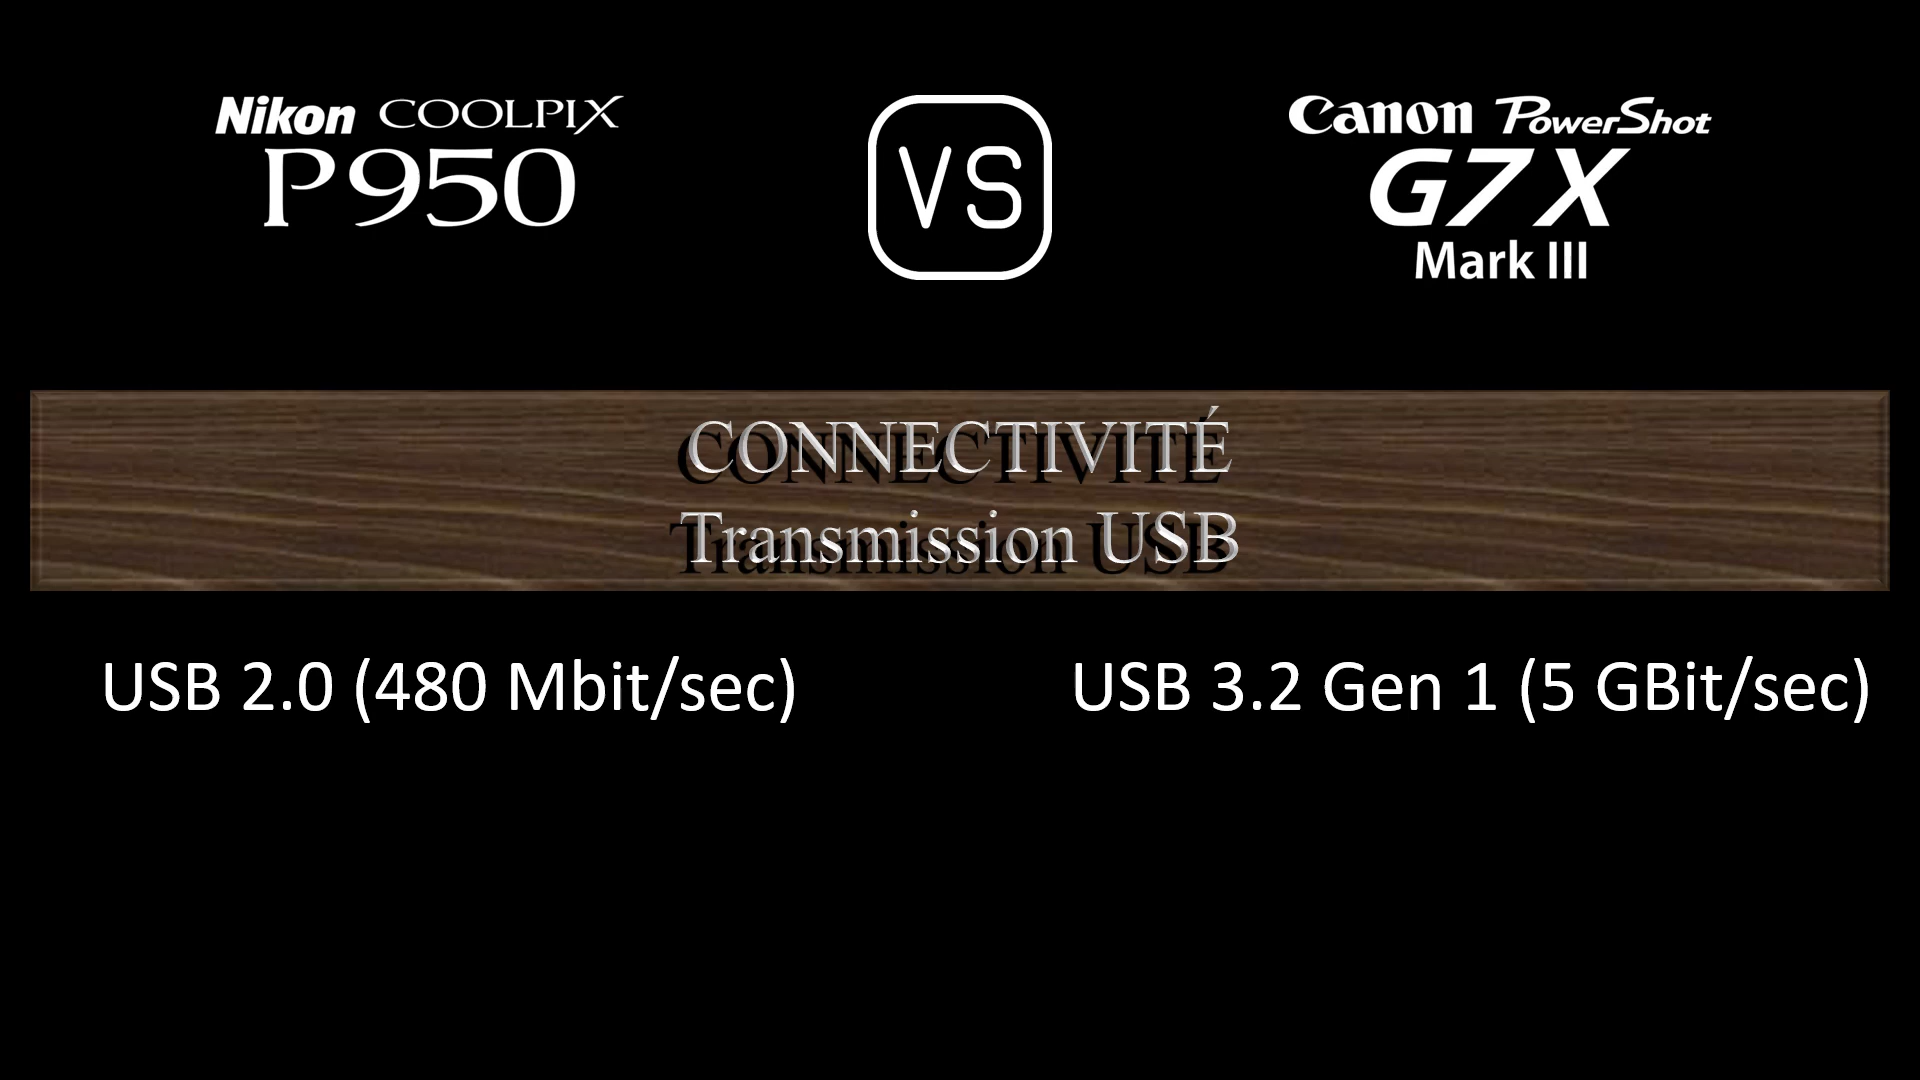 Nikon COOLPIX
P950
VS
Canon PowerShot
G7 X
Mark III
CONNECTIVITÉ
Transmission USB
USB 2.0 (480 Mbit/sec)
USB 3.2 Gen 1 (5 GBit/sec)